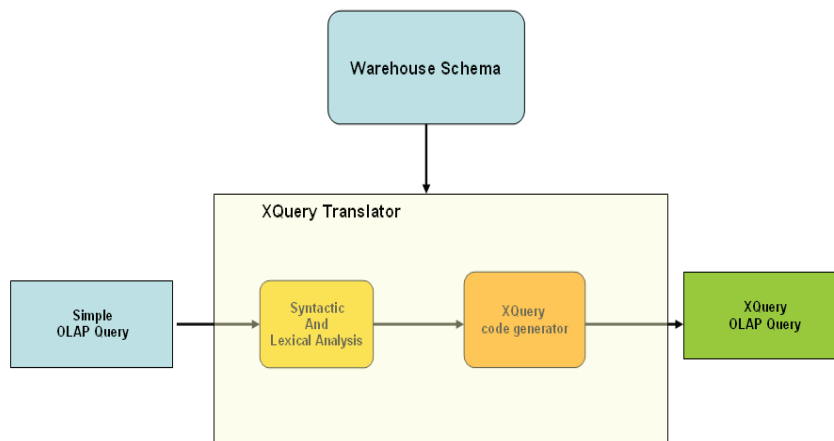 Warehouse Schema
XQuery Translator
Simple
OLAP Query
Syntactic
And
Lexical Analysis
XQuery
code generator
XQuery
OLAP Query